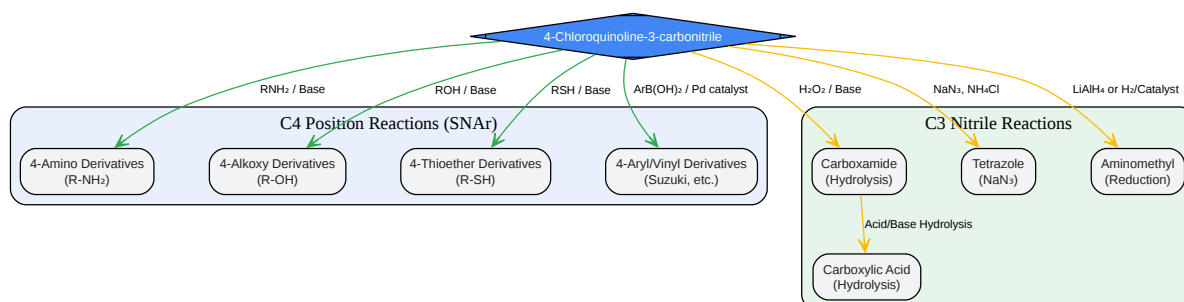 4-Chloroquinoline-3-carbonitrile
RNH₂ / Base
ROH / Base
RSH / Base
ArB(OH)₂ / Pd catalyst
H₂O₂ / Base
NaN₃, NH4Cl
LiAlH₄ or H₂/Catalyst
C4 Position Reactions (SNAr)
C3 Nitrile Reactions
4-Amino Derivatives
(R-NH₂)
4-Alkoxy Derivatives
(R-OH)
4-Thioether Derivatives
(R-SH)
4-Aryl/Vinyl Derivatives
(Suzuki, etc.)
Carboxamide
(Hydrolysis)
Tetrazole
(NaN₃)
Aminomethyl
(Reduction)
Acid/Base Hydrolysis
Carboxylic Acid
(Hydrolysis)